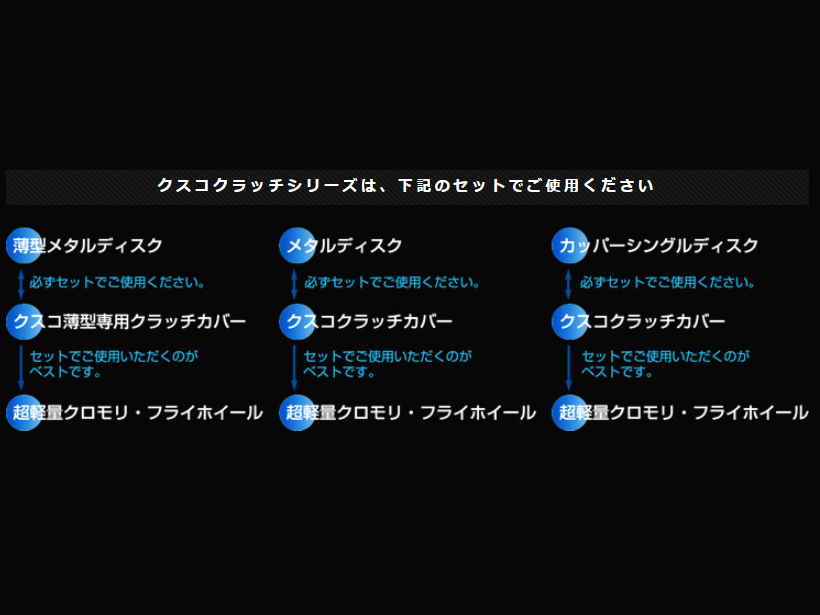 クスコクラッチシリーズは、下記のセットでご使用ください
薄型メタルディスク
必ずセットでご使用ください。
クスコ薄型専用クラッチカバー
セットでご使用いただくのが
ベストです。
超軽量クロモリ・フライホイール
メタルディスク
必ずセットでご使用ください。
クスコクラッチカバー
セットでご使用いただくのが
ベストです。
超軽量クロモリ・フライホイール
カッパーシングルディスク
必ずセットでご使用ください。
クスコクラッチカバー
セットでご使用いただくのが
ベストです。
超軽量クロモリ・フライホイール